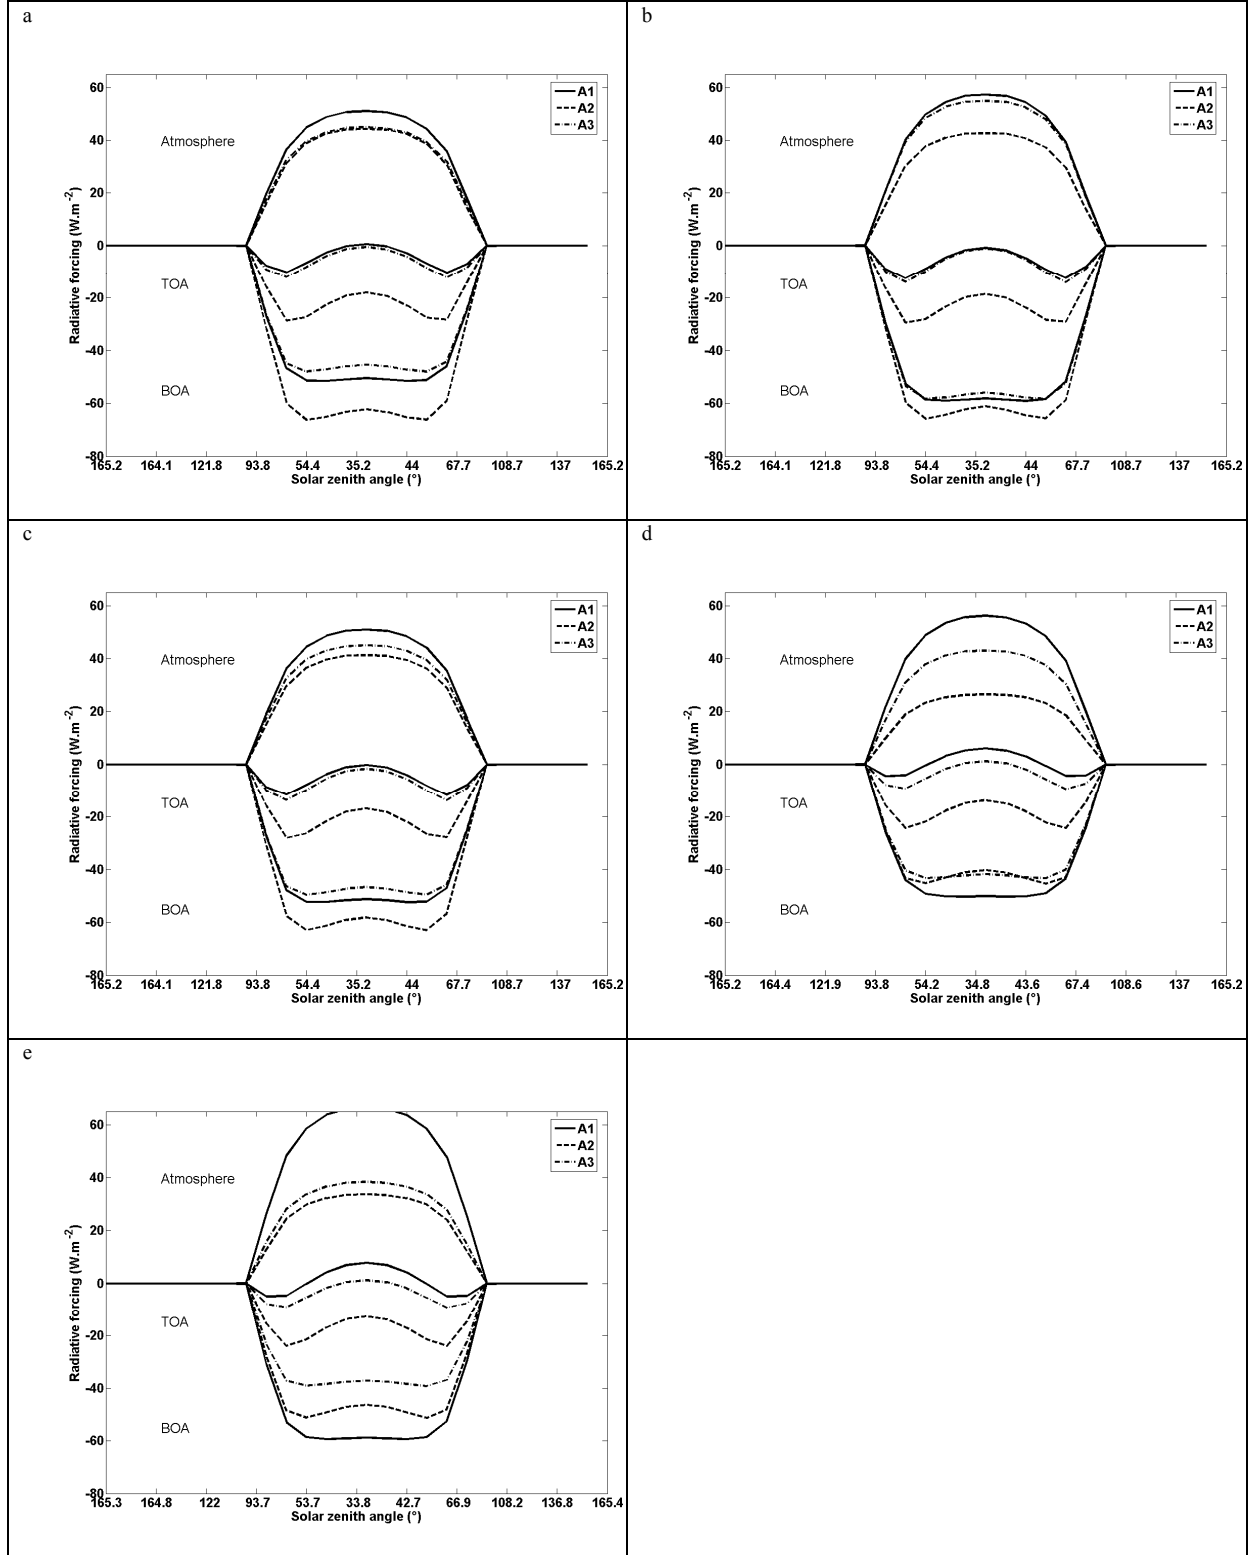 a
60
40
20
0
-20
-40
-60
-80
Radiative forcing (W.m⁻²)
Atmosphere
TOA
BOA
A1
A2
A3
165.2 164.1 121.8 93.8 54.4 35.2 44 67.7 108.7 137 165.2
Solar zenith angle (°)
b
60
40
20
0
-20
-40
-60
-80
Radiative forcing (W.m⁻²)
Atmosphere
TOA
BOA
A1
A2
A3
165.2 164.1 121.8 93.8 54.4 35.2 44 67.7 108.7 137 165.2
Solar zenith angle (°)
c
60
40
20
0
-20
-40
-60
-80
Radiative forcing (W.m⁻²)
Atmosphere
TOA
BOA
A1
A2
A3
165.2 164.1 121.8 93.8 54.4 35.2 44 67.7 108.7 137 165.2
Solar zenith angle (°)
d
60
40
20
0
-20
-40
-60
-80
Radiative forcing (W.m⁻²)
Atmosphere
TOA
BOA
A1
A2
A3
165.2 164.4 121.9 93.8 54.2 34.8 43.6 67.4 108.6 137 165.2
Solar zenith angle (°)
e
60
40
20
0
-20
-40
-60
-80
Radiative forcing (W.m⁻²)
Atmosphere
TOA
BOA
A1
A2
A3
165.3 164.8 122 93.7 53.7 33.8 42.7 66.9 108.2 136.8 165.4
Solar zenith angle (°)